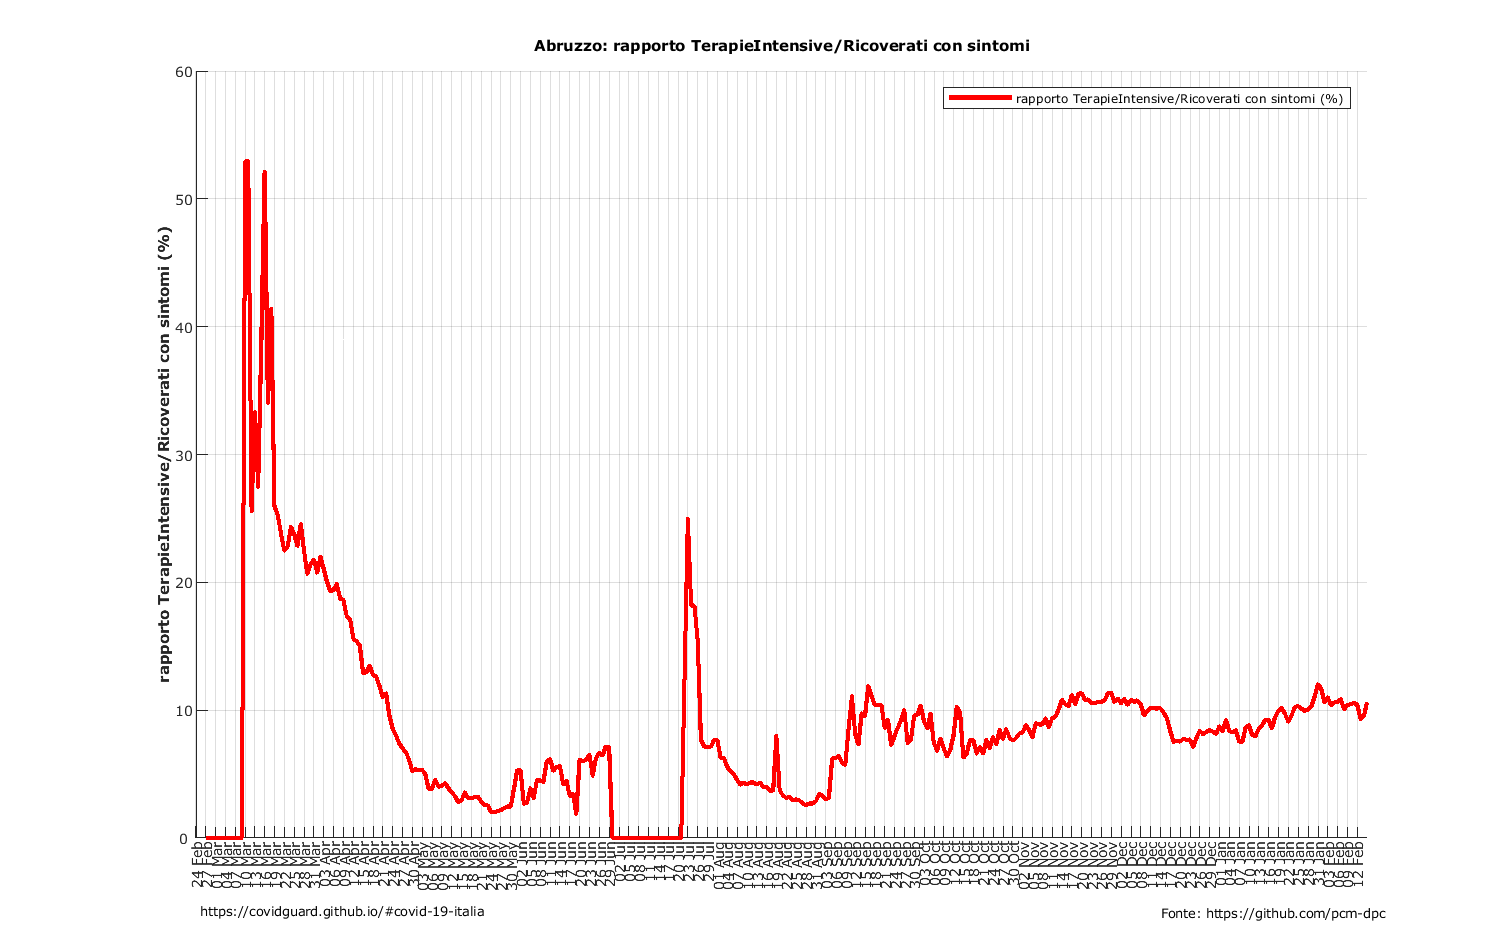 Abruzzo: rapporto TerapieIntensive/Ricoverati con sintomi
rapporto TerapieIntensive/Ricoverati con sintomi (%)
rapporto TerapieIntensive/Ricoverati con sintomi (%)
60
50
40
30
20
10
0
24 Feb
27 Feb
01 Mar
04 Mar
07 Mar
10 Mar
13 Mar
16 Mar
19 Mar
22 Mar
25 Mar
28 Mar
31 Mar
03 Apr
06 Apr
09 Apr
12 Apr
15 Apr
18 Apr
21 Apr
24 Apr
27 Apr
30 Apr
03 May
06 May
09 May
12 May
15 May
18 May
21 May
24 May
27 May
30 May
02 Jun
05 Jun
08 Jun
11 Jun
14 Jun
17 Jun
20 Jun
23 Jun
26 Jun
29 Jun
02 Jul
05 Jul
08 Jul
11 Jul
14 Jul
17 Jul
20 Jul
23 Jul
26 Jul
29 Jul
01 Aug
04 Aug
07 Aug
10 Aug
13 Aug
16 Aug
19 Aug
22 Aug
25 Aug
28 Aug
31 Aug
03 Sep
06 Sep
09 Sep
12 Sep
15 Sep
18 Sep
21 Sep
24 Sep
27 Sep
30 Sep
03 Oct
06 Oct
09 Oct
12 Oct
15 Oct
18 Oct
21 Oct
24 Oct
27 Oct
30 Oct
02 Nov
05 Nov
08 Nov
11 Nov
14 Nov
17 Nov
20 Nov
23 Nov
26 Nov
29 Nov
02 Dec
05 Dec
08 Dec
11 Dec
14 Dec
17 Dec
20 Dec
23 Dec
26 Dec
29 Dec
01 Jan
04 Jan
07 Jan
10 Jan
13 Jan
16 Jan
19 Jan
22 Jan
25 Jan
28 Jan
31 Jan
03 Feb
06 Feb
09 Feb
12 Feb
https://covidguard.github.io/#covid-19-italia
Fonte: https://github.com/pcm-dpc